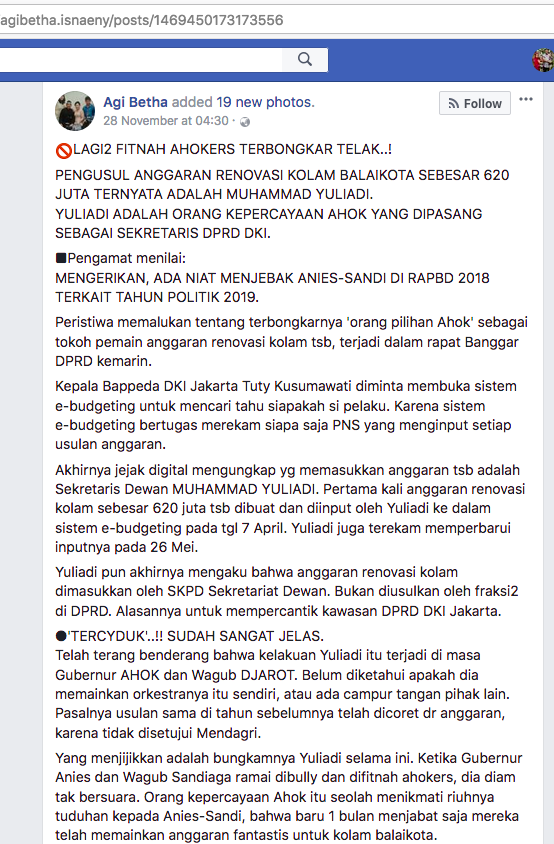 agibetha.isnaeny/posts/1469450173173556
Agi Betha added 19 new photos.
28 November at 04:30 ·
Follow
🚫LAGI2 FITNAH AHOKERS TERBONGKAR TELAK..!
PENGUSUL ANGGARAN RENOVASI KOLAM BALAIKOTA SEBESAR 620
JUTA TERNYATA ADALAH MUHAMMAD YULIADI.
YULIADI ADALAH ORANG KEPERCAYAAN AHOK YANG DIPASANG
SEBAGAI SEKRETARIS DPRD DKI.
■Pengamat menilai:
MENGERIKAN, ADA NIAT MENJEBAK ANIES-SANDI DI RAPBD 2018
TERKAIT TAHUN POLITIK 2019.
Peristiwa memalukan tentang terbongkarnya 'orang pilihan Ahok' sebagai
tokoh pemain anggaran renovasi kolam tsb, terjadi dalam rapat Banggar
DPRD kemarin.
Kepala Bappeda DKI Jakarta Tuty Kusumawati diminta membuka sistem
e-budgeting untuk mencari tahu siapakah si pelaku. Karena sistem
e-budgeting bertugas merekam siapa saja PNS yang menginput setiap
usulan anggaran.
Akhirnya jejak digital mengungkap yg memasukkan anggaran tsb adalah
Sekretaris Dewan MUHAMMAD YULIADI. Pertama kali anggaran renovasi
kolam sebesar 620 juta tsb dibuat dan diinput oleh Yuliadi ke dalam
sistem e-budgeting pada tgl 7 April. Yuliadi juga terekam memperbarui
inputnya pada 26 Mei.
Yuliadi pun akhirnya mengaku bahwa anggaran renovasi kolam
dimasukkan oleh SKPD Sekretariat Dewan. Bukan diusulkan oleh fraksi2
di DPRD. Alasannya untuk mempercantik kawasan DPRD DKI Jakarta.
●'TERCYDUK'..!! SUDAH SANGAT JELAS.
Telah terang benderang bahwa kelakuan Yuliadi itu terjadi di masa
Gubernur AHOK dan Wagub DJAROT. Belum diketahui apakah dia
memainkan orkestranya itu sendiri, atau ada campur tangan pihak lain.
Pasalnya usulan sama di tahun sebelumnya telah dicoret dr anggaran,
karena tidak disetujui Mendagri.
Yang menjijikkan adalah bungkamnya Yuliadi selama ini. Ketika Gubernur
Anies dan Wagub Sandiaga ramai dibully dan difitnah ahokers, dia diam
tak bersuara. Orang kepercayaan Ahok itu seolah menikmati riuhnya
tuduhan kepada Anies-Sandi, bahwa baru 1 bulan menjabat saja mereka
telah memainkan anggaran fantastis untuk kolam balaikota.